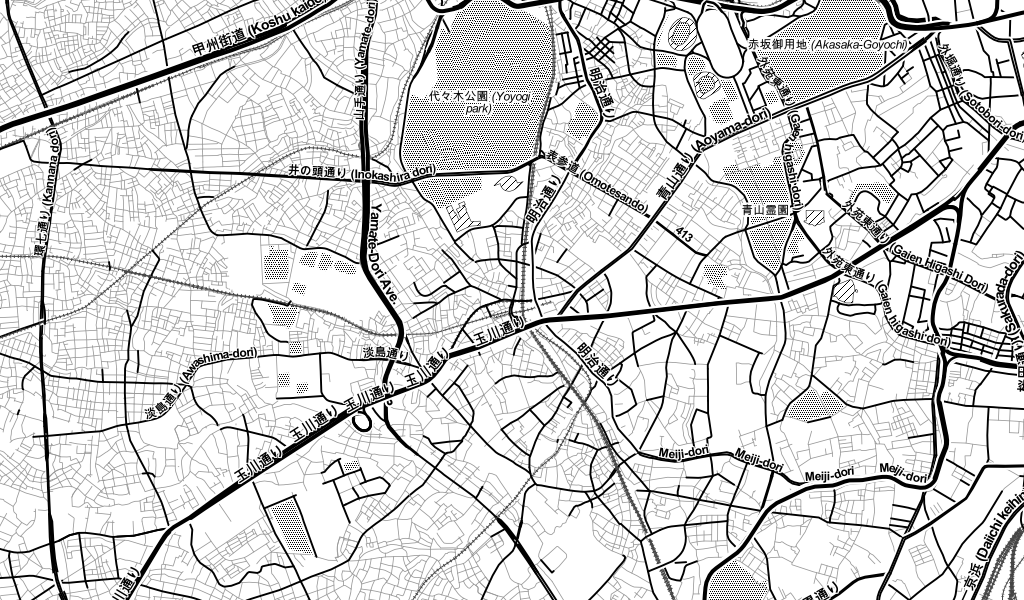 甲州街道 (Koshu kaido
山手通り (Yamate-dori)
明治通り
赤坂御用地 (Akasaka-Goyochi)
外苑東通り (Gaien higashi-dori)
外堀通り (Sotobori-dori
代々木公園 (Yoyogi
park)
環七通り (Kannana dori)
井の頭通り (Inokashira dori)
表参道 (Omotesando)
青山通り (Aoyama-dori)
明治通り
青山霊園
413
外苑東通り (Gaien Higashi Dori)
外苑東通り (Gaien higashi dori)
Yamate-Dori Ave.
玉川通り
淡島通り
淡島通り (Awashima-dori)
玉川通り
玉川通り
玉川通り
玉川通り
明治通り
Meiji-dori
Meiji-dori
Meiji-dori
Meiji-dori
(Sakurada-dori)
京浜 (Daiichi keihin
川通り
通り